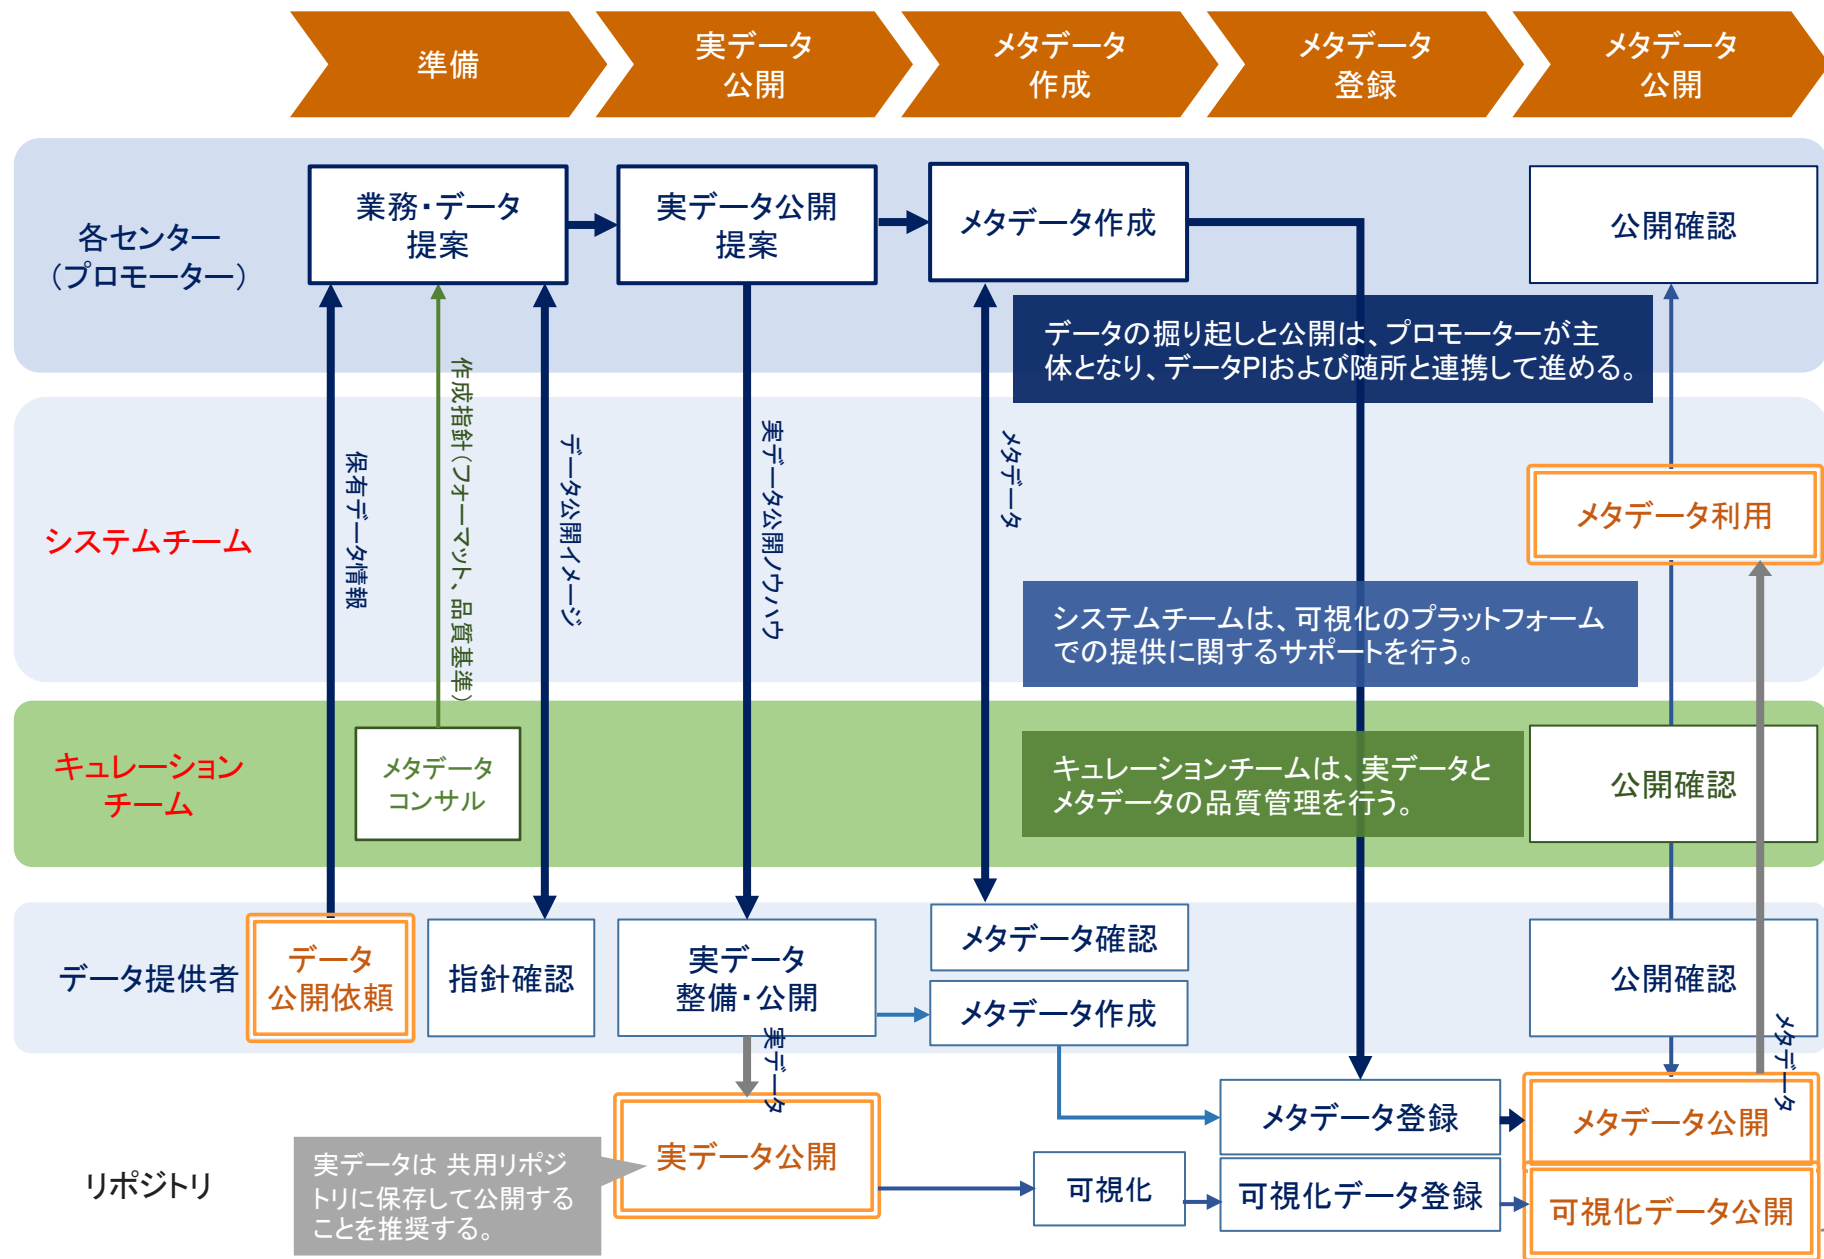 準備
実データ
公開
メタデータ
作成
メタデータ
登録
メタデータ
公開
各センター
（プロモーター）
業務・データ
提案
実データ公開
提案
メタデータ作成
公開確認
データの掘り起しと公開は、プロモーターが主
体となり、データPIおよび随所と連携して進める。
保有データ情報
作成指針（フォーマット、品質基準）
データ公開イメージ
実データ公開ノウハウ
メタデータ
システムチーム
メタデータ利用
システムチームは、可視化のプラットフォーム
での提供に関するサポートを行う。
キュレーション
チーム
メタデータ
コンサル
キュレーションチームは、実データと
メタデータの品質管理を行う。
公開確認
データ提供者
データ
公開依頼
指針確認
実データ
整備・公開
メタデータ確認
メタデータ作成
公開確認
実データ
メタデータ
リポジトリ
実データは 共用リポジ
トリに保存して公開する
ことを推奨する。
実データ公開
可視化
メタデータ登録
可視化データ登録
メタデータ公開
可視化データ公開